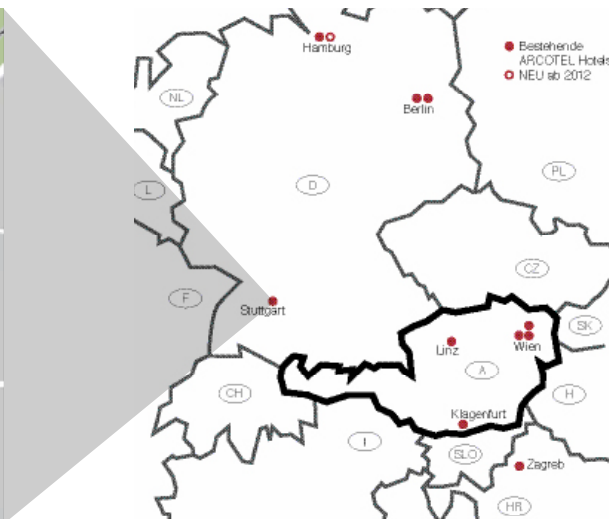 Hamburg
Bestehende
ARCOTEL Hotels
NEU ab 2012
NL
Berlin
PL
L
D
CZ
F
Stuttgart
SK
Linz
Wien
A
CH
H
Klagenfurt
I
SLO
Zagreb
HR